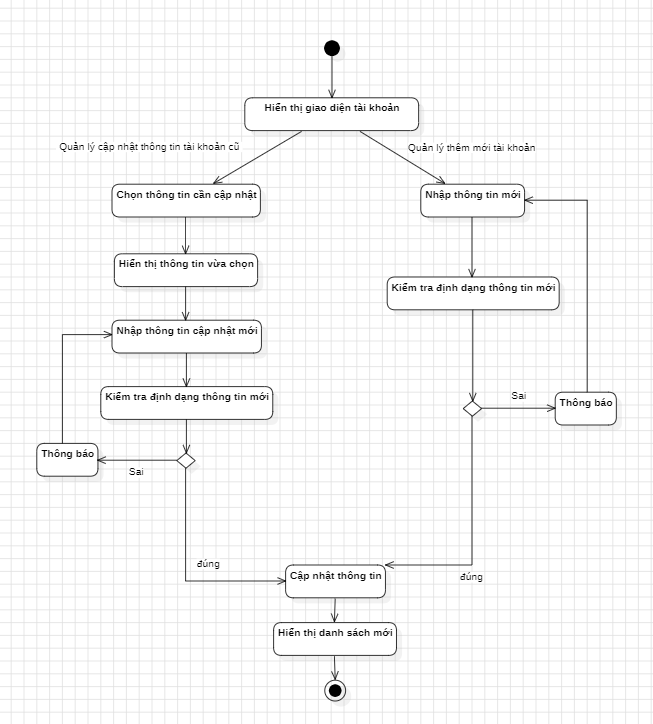 Hiển thị giao diện tài khoản
Quản lý cập nhật thông tin tài khoản cũ
Quản lý thêm mới tài khoản
Chọn thông tin cần cập nhật
Nhập thông tin mới
Hiển thị thông tin vừa chọn
Kiểm tra định dạng thông tin mới
Nhập thông tin cập nhật mới
Kiểm tra định dạng thông tin mới
Sai
Thông báo
Thông báo
Sai
đúng
Cập nhật thông tin
đúng
Hiển thị danh sách mới